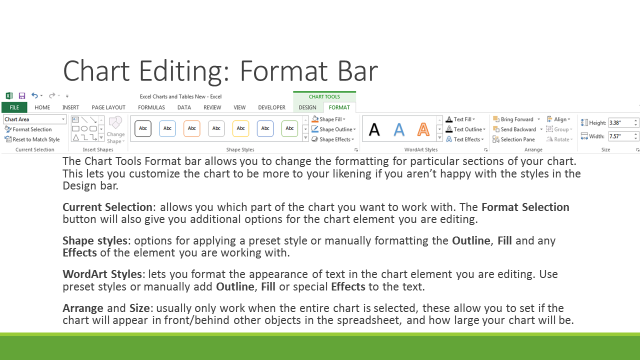 Chart Editing: Format Bar
Excel Charts and Tables New - Excel
CHART TOOLS
FILE HOME INSERT PAGE LAYOUT FORMULAS DATA REVIEW VIEW DEVELOPER DESIGN FORMAT
Chart Area
Format Selection
Reset to Match Style
Current Selection
Change Shape
Insert Shapes
Abc Abc Abc Abc Abc Abc Abc
Shape Fill
Shape Outline
Shape Effects
Shape Styles
A A A
Text Fill
Text Outline
Text Effects
WordArt Styles
Bring Forward
Send Backward
Selection Pane
Align
Group
Rotate
Arrange
Height: 3.38"
Width: 7.57"
Size
The Chart Tools Format bar allows you to change the formatting for particular sections of your chart.
This lets you customize the chart to be more to your likening if you aren’t happy with the styles in the
Design bar.
Current Selection: allows you which part of the chart you want to work with. The Format Selection
button will also give you additional options for the chart element you are editing.
Shape styles: options for applying a preset style or manually formatting the Outline, Fill and any
Effects of the element you are working with.
WordArt Styles: lets you format the appearance of text in the chart element you are editing. Use
preset styles or manually add Outline, Fill or special Effects to the text.
Arrange and Size: usually only work when the entire chart is selected, these allow you to set if the
chart will appear in front/behind other objects in the spreadsheet, and how large your chart will be.